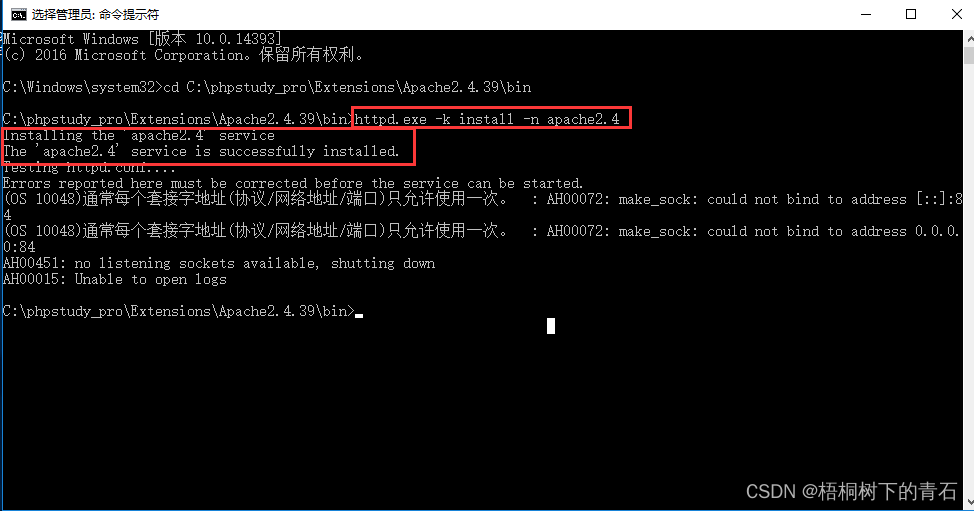 选择管理员: 命令提示符
Microsoft Windows [版本 10.0.14393]
(c) 2016 Microsoft Corporation。保留所有权利。
C:\Windows\system32>cd C:\phpstudy_pro\Extensions\Apache2.4.39\bin
C:\phpstudy_pro\Extensions\Apache2.4.39\bin>httpd.exe -k install -n apache2.4
Installing the 'apache2.4' service
The 'apache2.4' service is successfully installed.
Testing httpd.conf....
Errors reported here must be corrected before the service can be started.
(OS 10048)通常每个套接字地址(协议/网络地址/端口)只允许使用一次。  : AH00072: make_sock: could not bind to address [::]:8
4
(OS 10048)通常每个套接字地址(协议/网络地址/端口)只允许使用一次。  : AH00072: make_sock: could not bind to address 0.0.0.
0:84
AH00451: no listening sockets available, shutting down
AH00015: Unable to open logs
C:\phpstudy_pro\Extensions\Apache2.4.39\bin>
CSDN @梧桐树下的青石